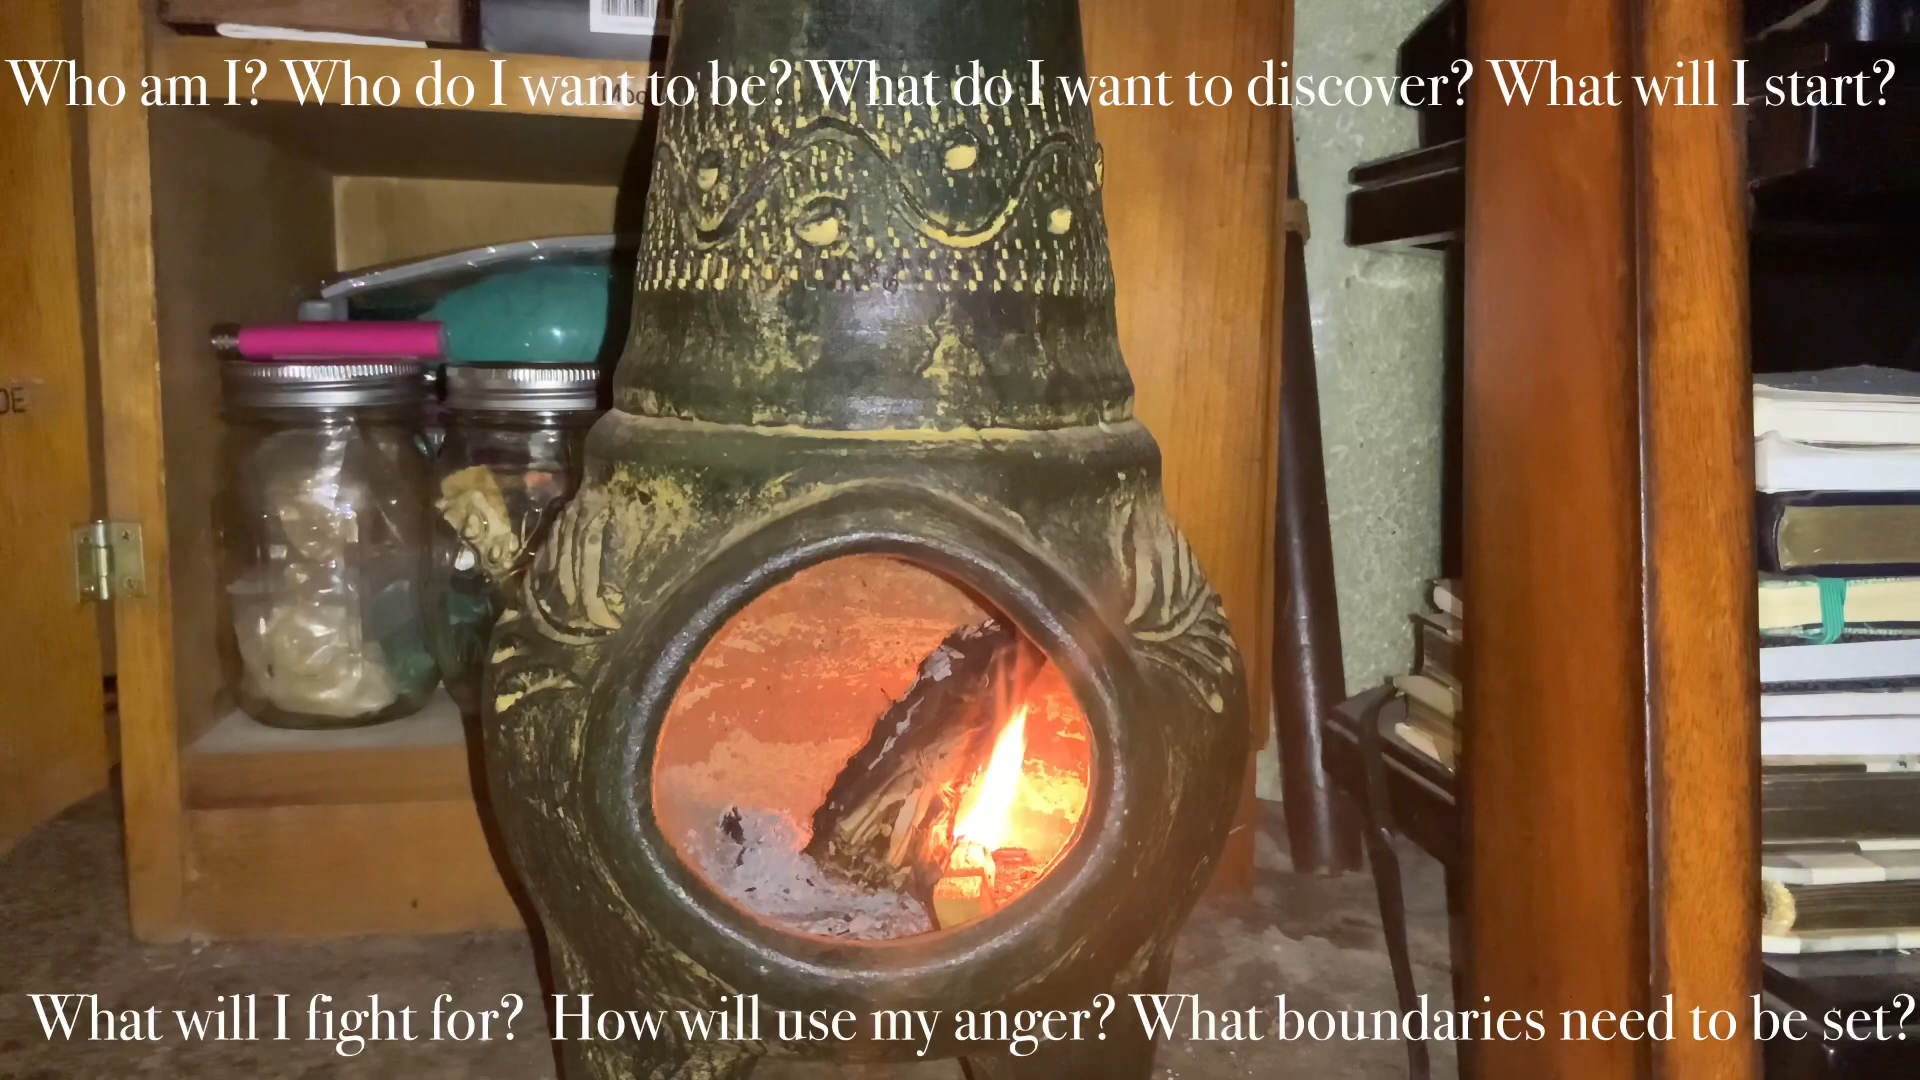 Who am I? Who do I want to be? What do I want to discover? What will I start?
What will I fight for? How will use my anger? What boundaries need to be set?